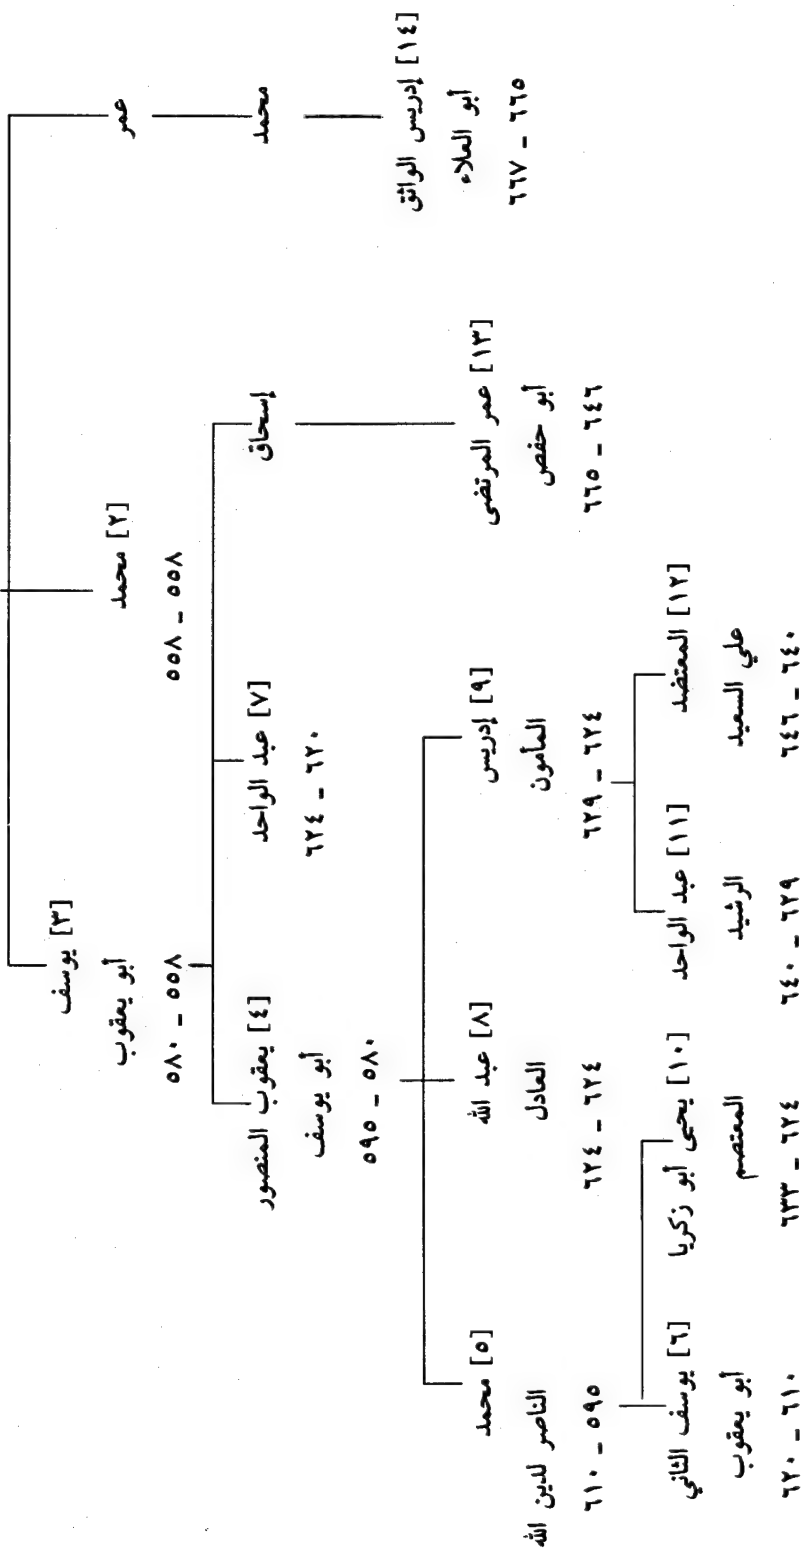 [٣] يوسف
أبو يعقوب
٥٥٨ - ٥٨٠
[٢] محمد
٥٥٨ - ٥٥٨
عمر
[٤] يعقوب المنصور
أبو يوسف
٥٨٠ - ٥٩٥
[٧] عبد الواحد
٦٢٠ - ٦٢٤
إسحاق
محمد
[١٤] إدريس الواثق
أبو العلاء
٦٦٥ - ٦٦٧
[٥] محمد
الناصر لدين الله
٥٩٥ - ٦١٠
[٨] عبد الله
العادل
٦٢٤ - ٦٢٤
[٩] إدريس
المأمون
٦٢٤ - ٦٢٩
[١٣] عمر المرتضى
أبو حفص
٦٤٦ - ٦٦٥
[٦] يوسف الثاني
أبو يعقوب
٦١٠ - ٦٢٠
[١٠] يحيى أبو زكريا
المعتصم
٦٢٤ - ٦٣٣
[١١] عبد الواحد
الرشيد
٦٢٩ - ٦٤٠
[١٢] المعتضد
علي السعيد
٦٤٠ - ٦٤٦